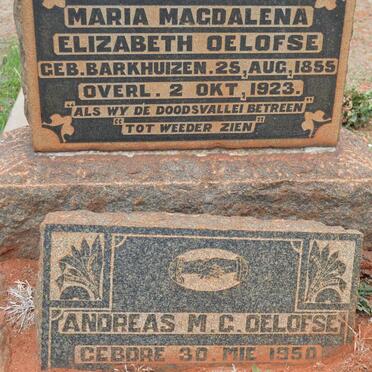 MARIA MAGDALENA
ELIZABETH OELOFSE
GEB. BARKHUIZEN. 25, AUG, 1855
OVERL. 2 OKT, 1923.
"ALS WY DE DOODSVALLEI BETREEN"
"TOT WEEDER ZIEN"
ANDREAS M. C. OELOFSE
GEBORE 30. MIE 1950